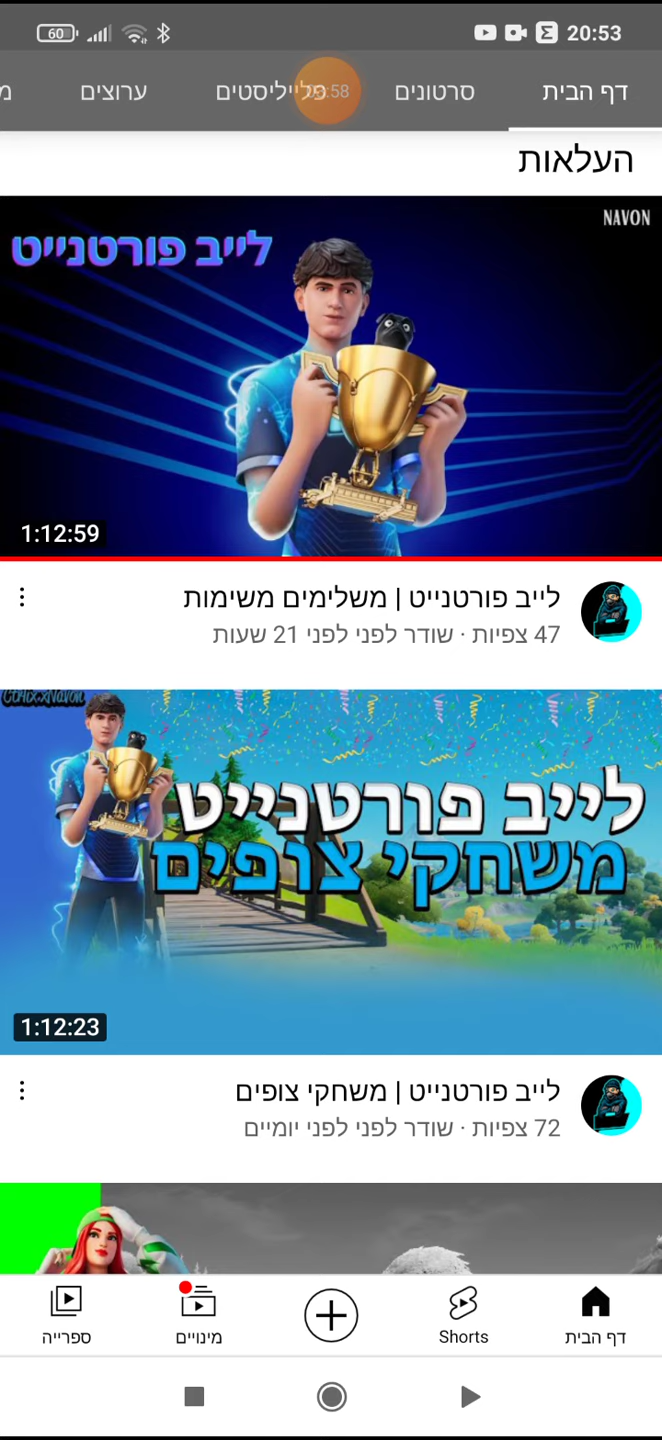 60
20:53
דף הבית
סרטונים
פלייליסטים
ערוצים
העלאות
NAVON
לייב פורטנייט
1:12:59
לייב פורטנייט | משלימים משימות
47 צפיות · שודר לפני לפני 21 שעות
לייב פורטנייט
משחקי צופים
1:12:23
לייב פורטנייט | משחקי צופים
72 צפיות · שודר לפני לפני יומיים
דף הבית
Shorts
מינויים
ספרייה